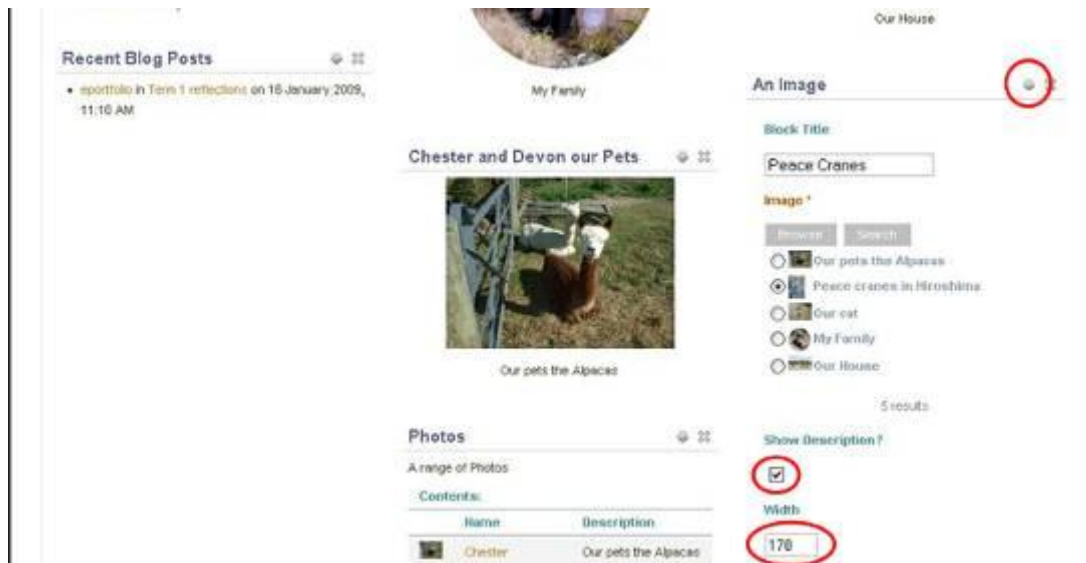 Recent Blog Posts
eportfolio in Term 1 reflections on 16 January 2009,
11:16 AM
My Family
Chester and Devon our Pets
Our pets the Alpacas
Photos
A range of Photos
Contents:
Name Description
Chester Our pets the Alpacas
Our House
An Image
Block Title
Peace Cranes
Image *
Browse Search
Our pets the Alpacas
Peace cranes in Hiroshima
Our cat
My Family
Our House
5 results
Show Description?
Width
170